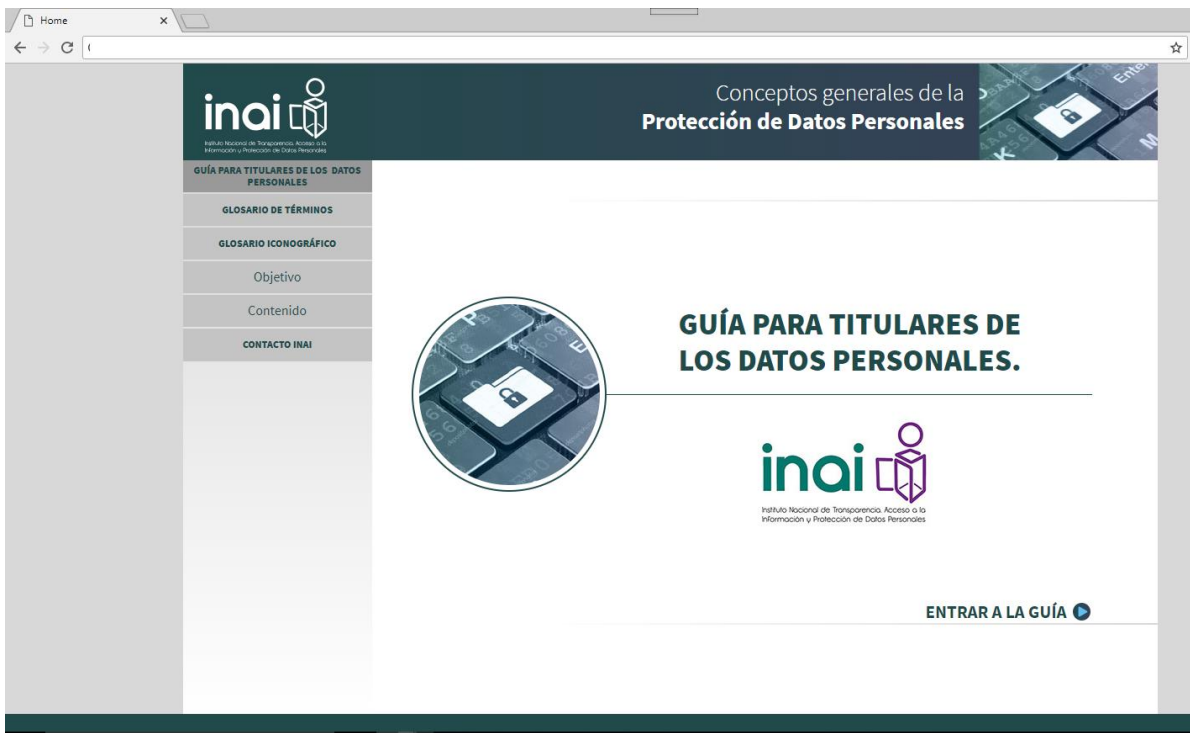 Home
inai
Instituto Nacional de Transparencia, Acceso a la
Información y Protección de Datos Personales
Conceptos generales de la
Protección de Datos Personales
Enter
GUÍA PARA TITULARES DE LOS DATOS
PERSONALES
GLOSARIO DE TÉRMINOS
GLOSARIO ICONOGRÁFICO
Objetivo
Contenido
CONTACTO INAI
GUÍA PARA TITULARES DE
LOS DATOS PERSONALES.
inai
Instituto Nacional de Transparencia, Acceso a la
Información y Protección de Datos Personales
ENTRAR A LA GUÍA